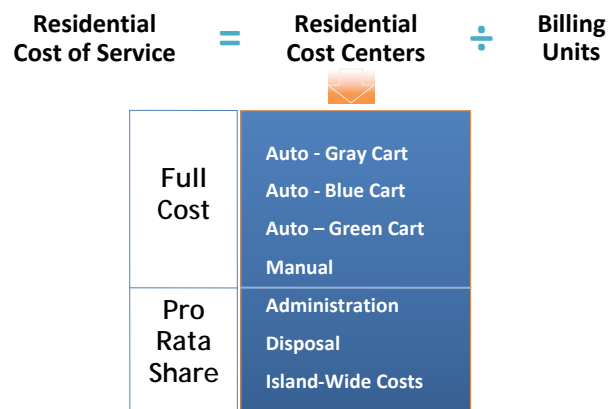 Residential = Residential ÷ Billing
Cost of Service Cost Centers Units
Full
Cost
Auto - Gray Cart
Auto - Blue Cart
Auto – Green Cart
Manual
Pro
Rata
Share
Administration
Disposal
Island-Wide Costs